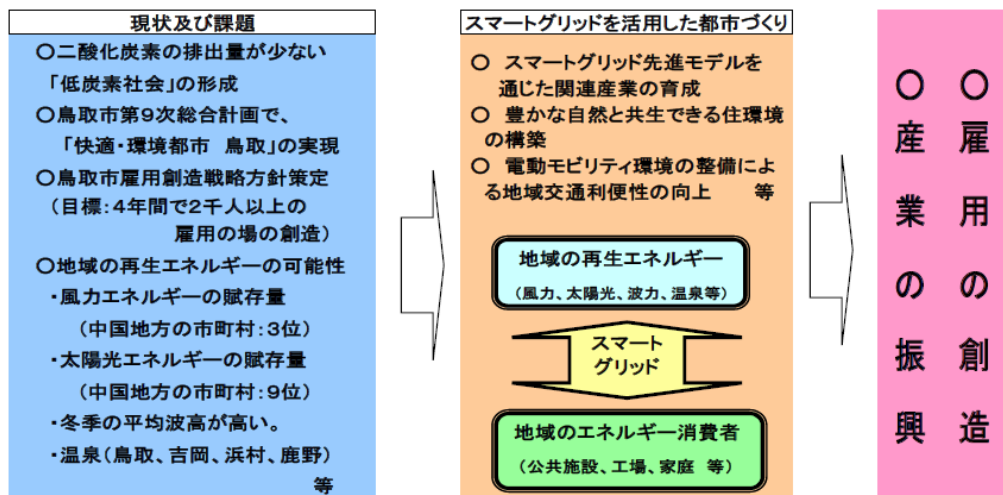 現状及び課題
〇二酸化炭素の排出量が少ない
「低炭素社会」の形成
〇鳥取市第９次総合計画で、
「快適・環境都市　鳥取」の実現
〇鳥取市雇用創造戦略方針策定
（目標：４年間で２千人以上の
雇用の場の創造）
〇地域の再生エネルギーの可能性
・風力エネルギーの賦存量
（中国地方の市町村：３位）
・太陽光エネルギーの賦存量
（中国地方の市町村：９位）
・冬季の平均波高が高い。
・温泉（鳥取、吉岡、浜村、鹿野）
等
スマートグリッドを活用した都市づくり
〇　スマートグリッド先進モデルを
通じた関連産業の育成
〇　豊かな自然と共生できる住環境
の構築
〇　電動モビリティ環境の整備によ
る地域交通利便性の向上　　等
地域の再生エネルギー
（風力、太陽光、波力、温泉等）
スマート
グリッド
地域のエネルギー消費者
（公共施設、工場、家庭　等）
〇雇用の創造
〇産業の振興